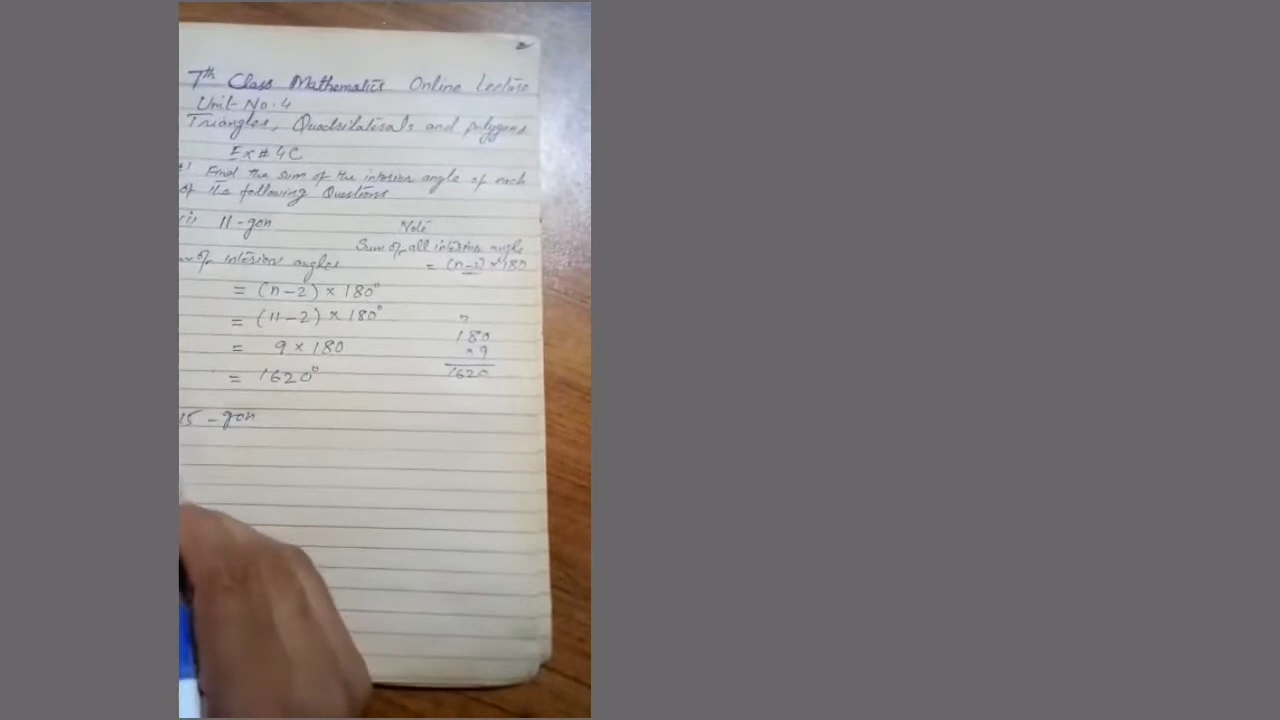 7th Class Mathematics Online Lecture
Unit No. 4
Triangles, Quadrilaterals and polygons
Ex # 4C
Find the sum of the interior angle of each
of the following Questions
(i) 11-gon
Note
Sum of all interior angle
= (n-2) × 180
of interior angles
= (n-2) × 180°
= (11-2) × 180°
= 9 × 180
= 1620°
7
180
×9
1620
15 - gon